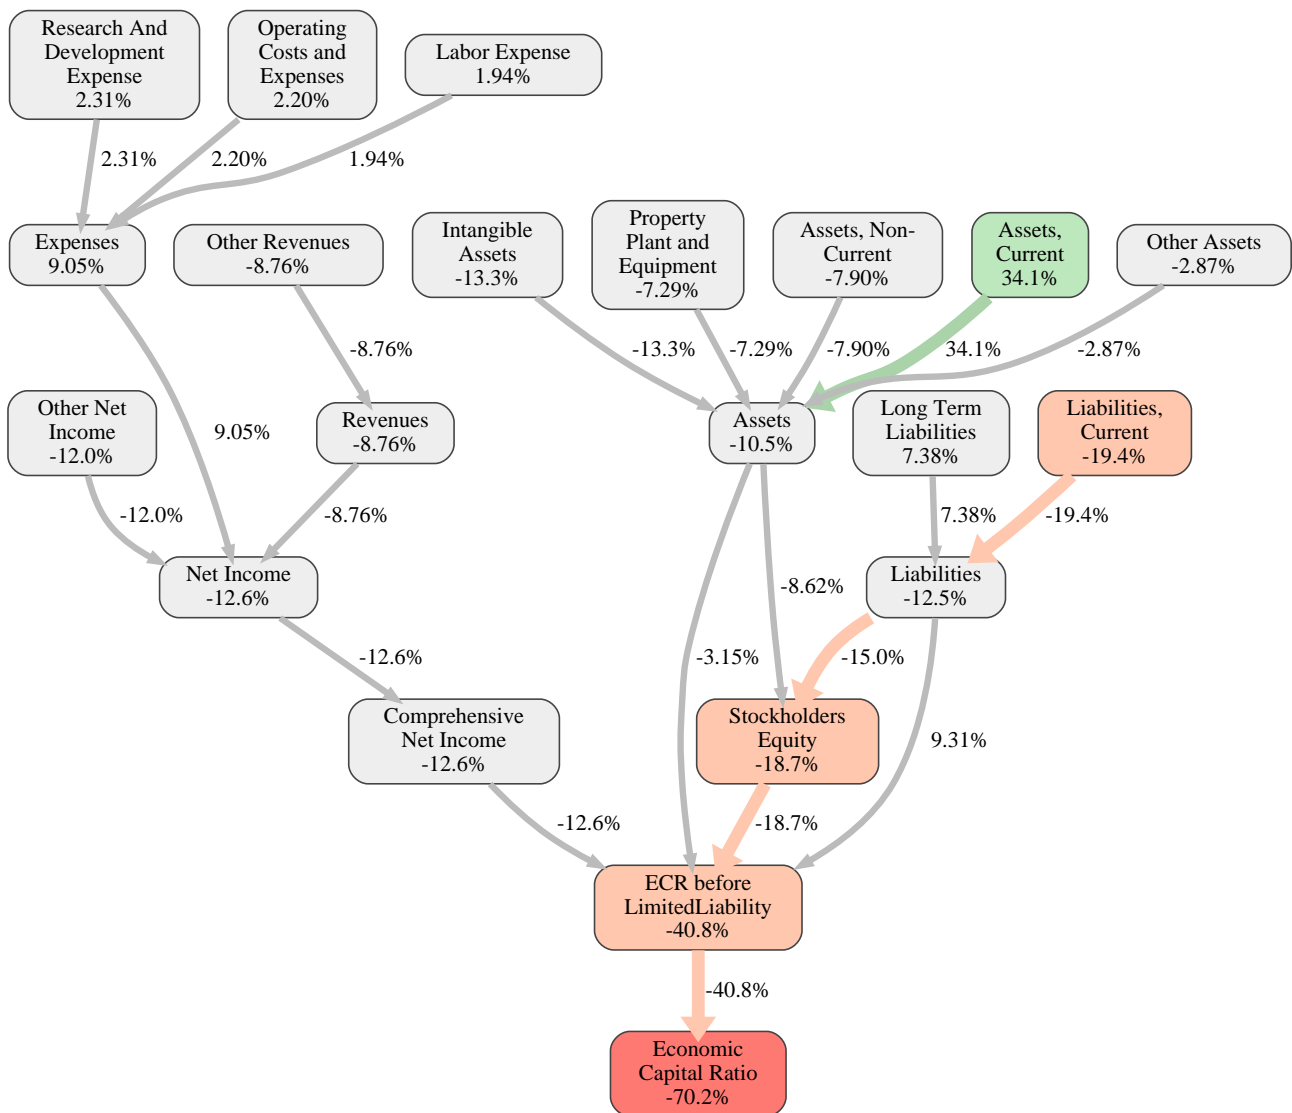 Research And
Development
Expense
2.31%
Operating
Costs and
Expenses
2.20%
Labor Expense
1.94%
2.31%
2.20%
1.94%
Expenses
9.05%
Other Revenues
-8.76%
Intangible
Assets
-13.3%
Property
Plant and
Equipment
-7.29%
Assets, Non-
Current
-7.90%
Assets,
Current
34.1%
Other Assets
-2.87%
-8.76%
-13.3%
-7.29%
-7.90%
34.1%
-2.87%
Other Net
Income
-12.0%
9.05%
Revenues
-8.76%
Assets
-10.5%
Long Term
Liabilities
7.38%
Liabilities,
Current
-19.4%
-12.0%
-8.76%
7.38%
-19.4%
Net Income
-12.6%
-8.62%
Liabilities
-12.5%
-12.6%
-3.15%
-15.0%
Comprehensive
Net Income
-12.6%
Stockholders
Equity
-18.7%
9.31%
-12.6%
-18.7%
ECR before
LimitedLiability
-40.8%
-40.8%
Economic
Capital Ratio
-70.2%